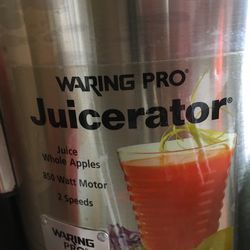 WARING PRO®
Juicerator®
Juice
Whole Apples
850 Watt Motor
2 Speeds
WARING
PRO